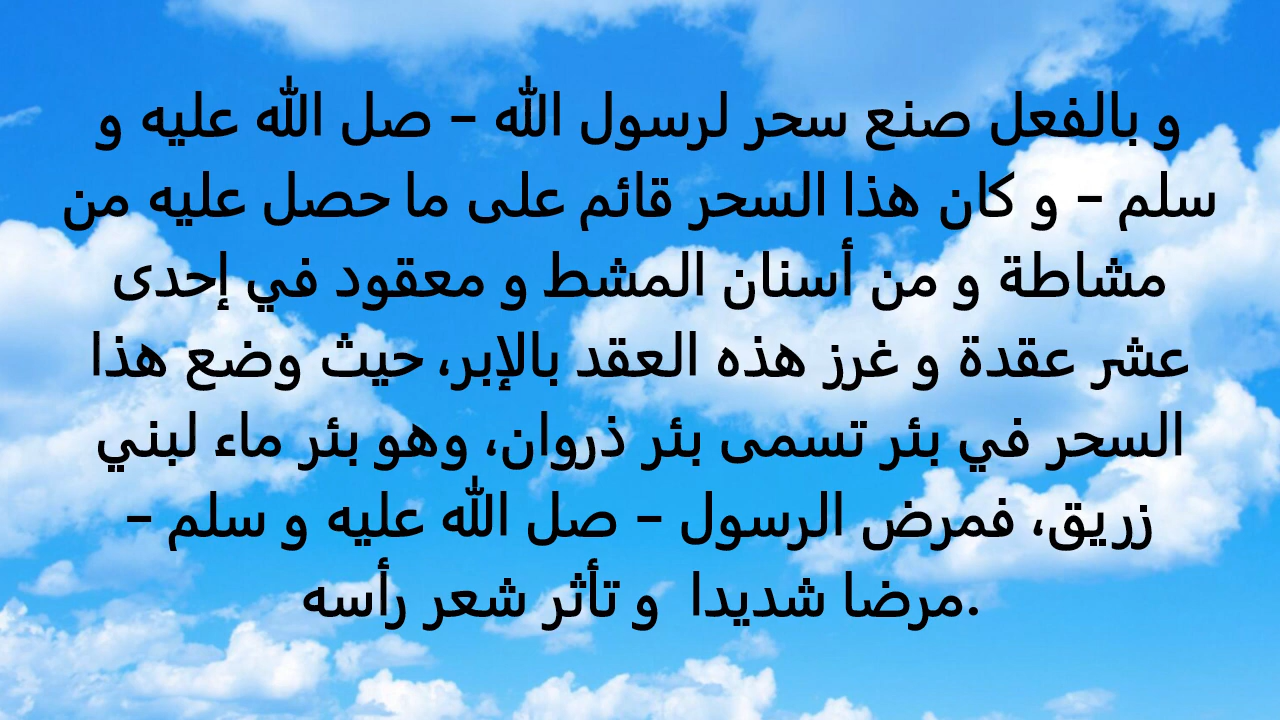 و بالفعل صنع سحر لرسول الله – صل الله عليه و
سلم – و كان هذا السحر قائم على ما حصل عليه من
مشاطة و من أسنان المشط و معقود في إحدى
عشر عقدة و غرز هذه العقد بالإبر، حيث وضع هذا
السحر في بئر تسمى بئر ذروان، وهو بئر ماء لبني
زريق، فمرض الرسول – صل الله عليه و سلم –
.مرضا شديدا  و تأثر شعر رأسه